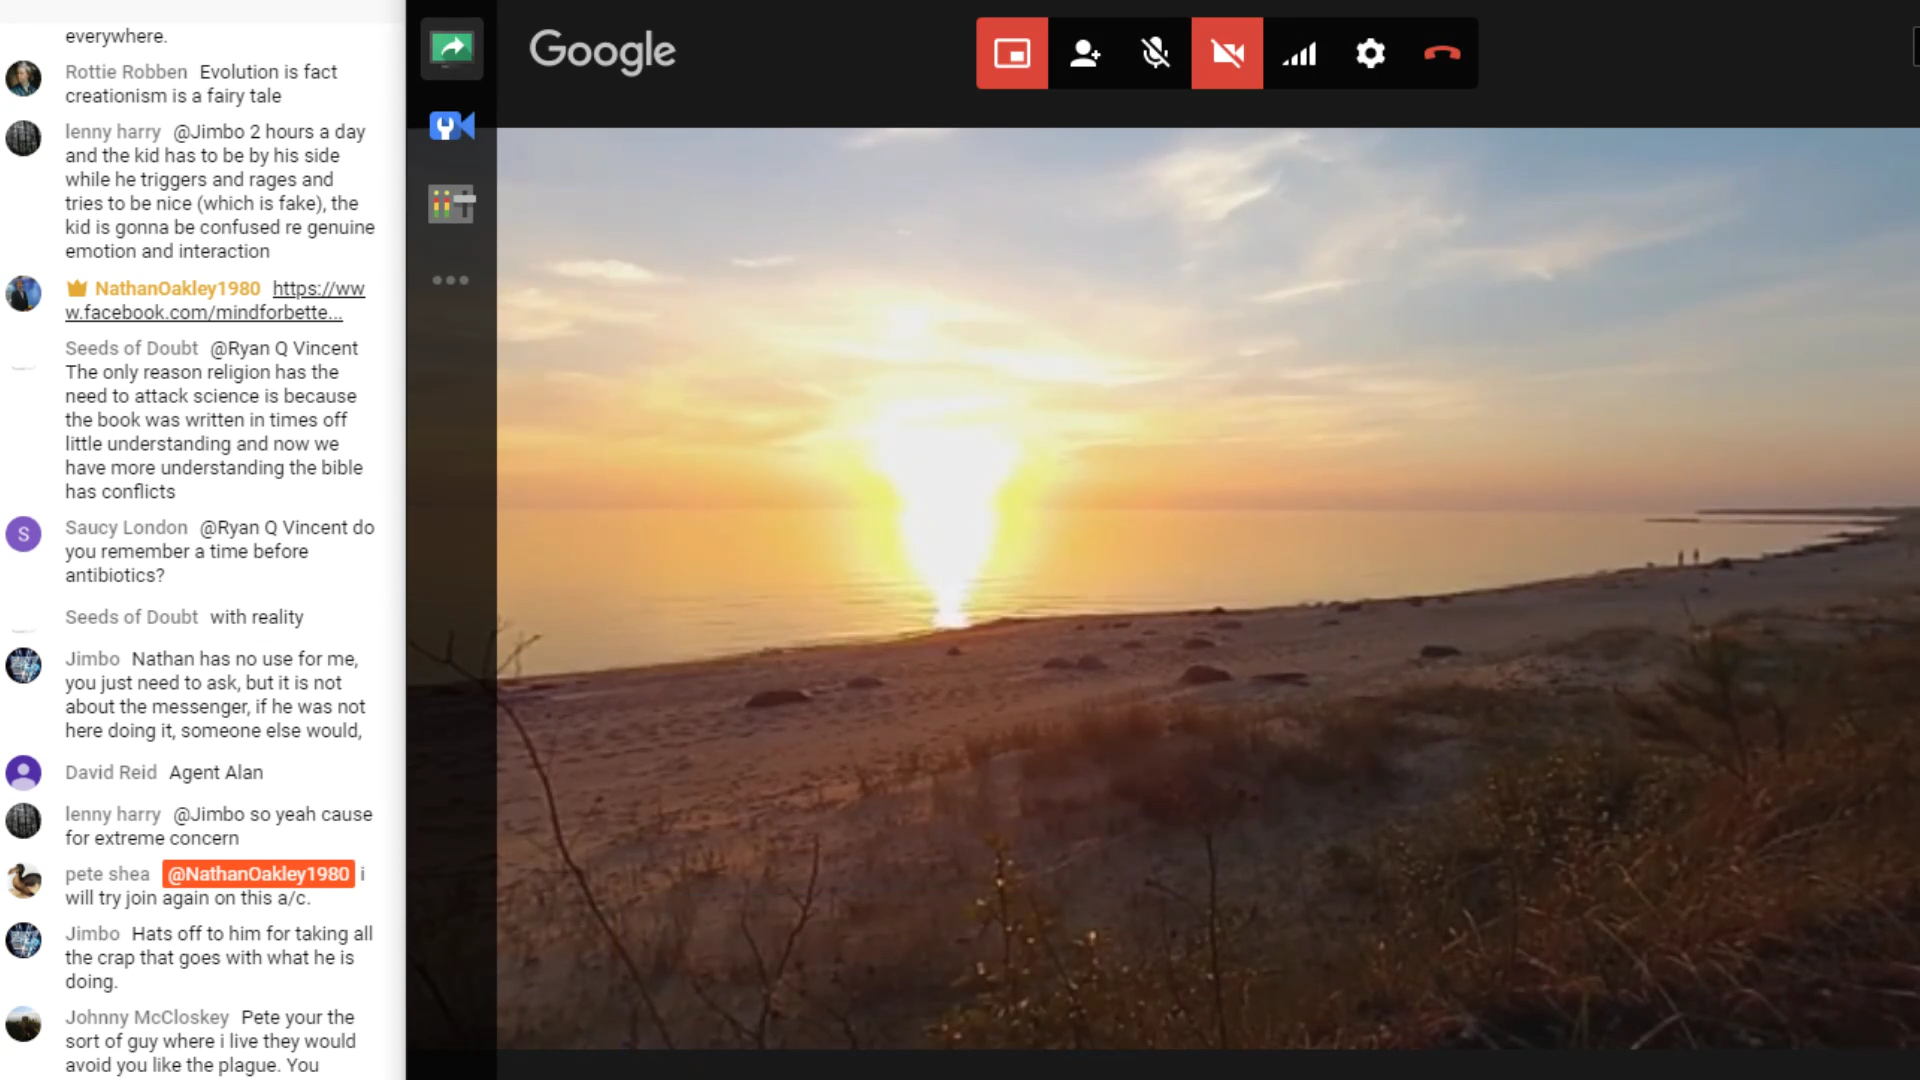 everywhere.
Rottie Robben Evolution is fact
creationism is a fairy tale
lenny harry @Jimbo 2 hours a day
and the kid has to be by his side
while he triggers and rages and
tries to be nice (which is fake), the
kid is gonna be confused re genuine
emotion and interaction
NathanOakley1980 https://ww
w.facebook.com/mindforbette...
Seeds of Doubt @Ryan Q Vincent
The only reason religion has the
need to attack science is because
the book was written in times off
little understanding and now we
have more understanding the bible
has conflicts
S
Saucy London @Ryan Q Vincent do
you remember a time before
antibiotics?
Seeds of Doubt with reality
Jimbo Nathan has no use for me,
you just need to ask, but it is not
about the messenger, if he was not
here doing it, someone else would,
David Reid Agent Alan
lenny harry @Jimbo so yeah cause
for extreme concern
pete shea @NathanOakley1980 i
will try join again on this a/c.
Jimbo Hats off to him for taking all
the crap that goes with what he is
doing.
Johnny McCloskey Pete your the
sort of guy where i live they would
avoid you like the plague. You
Google